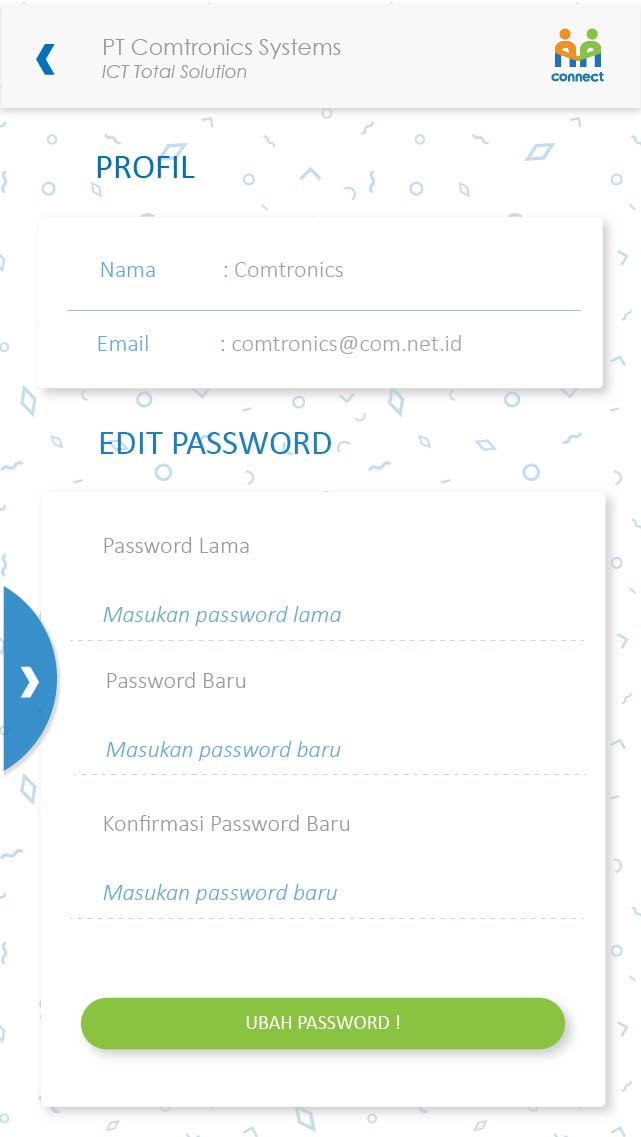 PT Comtronics Systems
ICT Total Solution
connect
PROFIL
Nama : Comtronics
Email : comtronics@com.net.id
EDIT PASSWORD
Password Lama
Masukan password lama
Password Baru
Masukan password baru
Konfirmasi Password Baru
Masukan password baru
UBAH PASSWORD !